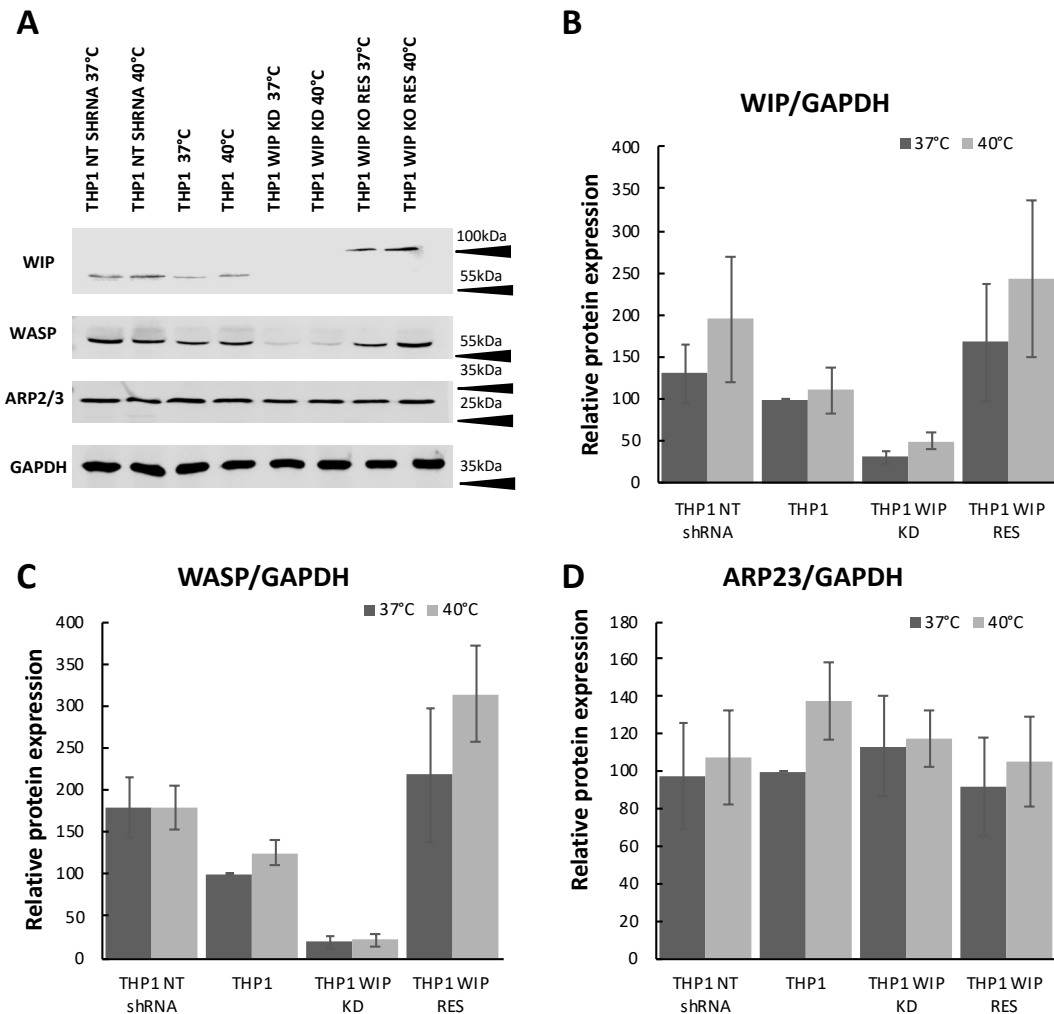 A
THP1 NT SHRNA 37°C
THP1 NT SHRNA 40°C
THP1  37°C
THP1  40°C
THP1 WIP KD  37°C
THP1 WIP KD  40°C
THP1 WIP KO RES 37°C
THP1 WIP KO RES 40°C
WIP
100kDa
55kDa
WASP
55kDa
ARP2/3
35kDa
25kDa
GAPDH
35kDa
B
WIP/GAPDH
37°C 40°C
Relative protein expression
400
350
300
250
200
150
100
50
0
THP1 NT
shRNA
THP1
THP1 WIP
KD
THP1 WIP
RES
C
WASP/GAPDH
37°C 40°C
Relative protein expression
400
350
300
250
200
150
100
50
0
THP1 NT
shRNA
THP1
THP1 WIP
KD
THP1 WIP
RES
D
ARP23/GAPDH
37°C 40°C
Relative protein expression
180
160
140
120
100
80
60
40
20
0
THP1 NT
shRNA
THP1
THP1 WIP
KD
THP1 WIP
RES